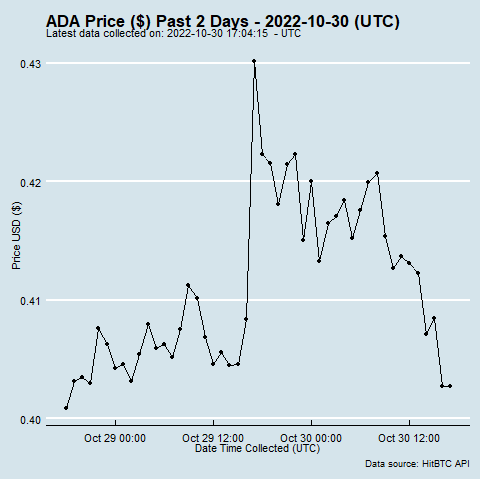 ADA Price ($) Past 2 Days - 2022-10-30 (UTC)
Latest data collected on: 2022-10-30 17:04:15  - UTC
0.43
0.42
0.41
0.40
Price USD ($)
Oct 29 00:00
Oct 29 12:00
Oct 30 00:00
Oct 30 12:00
Date Time Collected (UTC)
Data source: HitBTC API